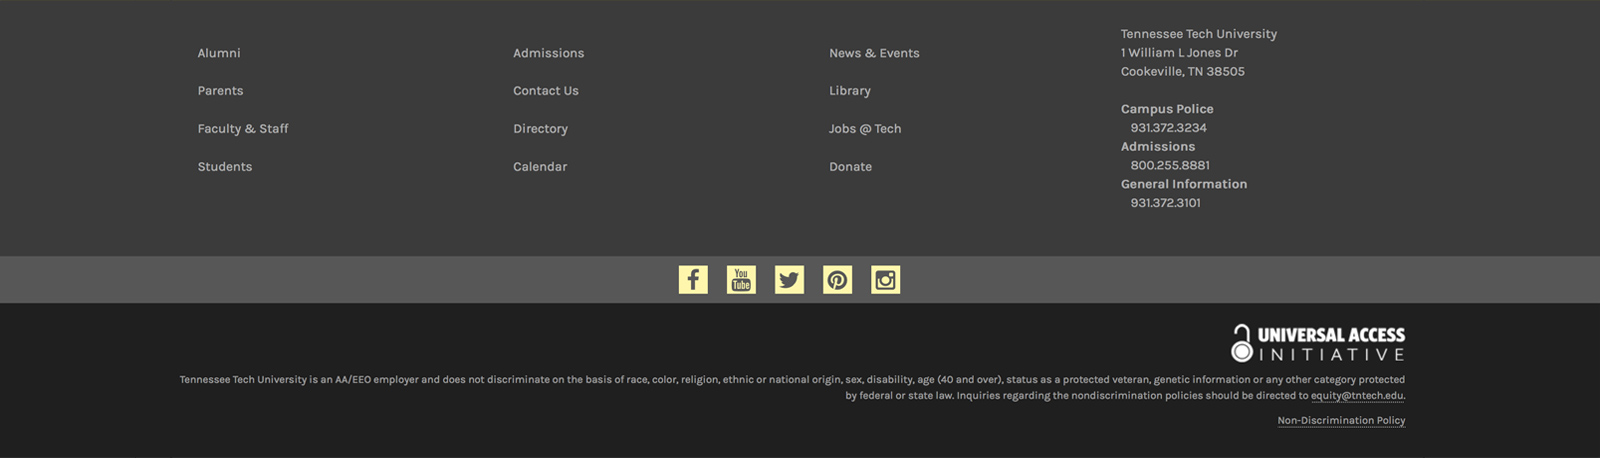 Alumni
Parents
Faculty & Staff
Students
Admissions
Contact Us
Directory
Calendar
News & Events
Library
Jobs @ Tech
Donate
Tennessee Tech University
1 William L Jones Dr
Cookeville, TN 38505
Campus Police
931.372.3234
Admissions
800.255.8881
General Information
931.372.3101
You
Tube
UNIVERSAL ACCESS
INITIATIVE
Tennessee Tech University is an AA/EEO employer and does not discriminate on the basis of race, color, religion, ethnic or national origin, sex, disability, age (40 and over), status as a protected veteran, genetic information or any other category protected
by federal or state law. Inquiries regarding the nondiscrimination policies should be directed to equity@tntech.edu.
Non-Discrimination Policy